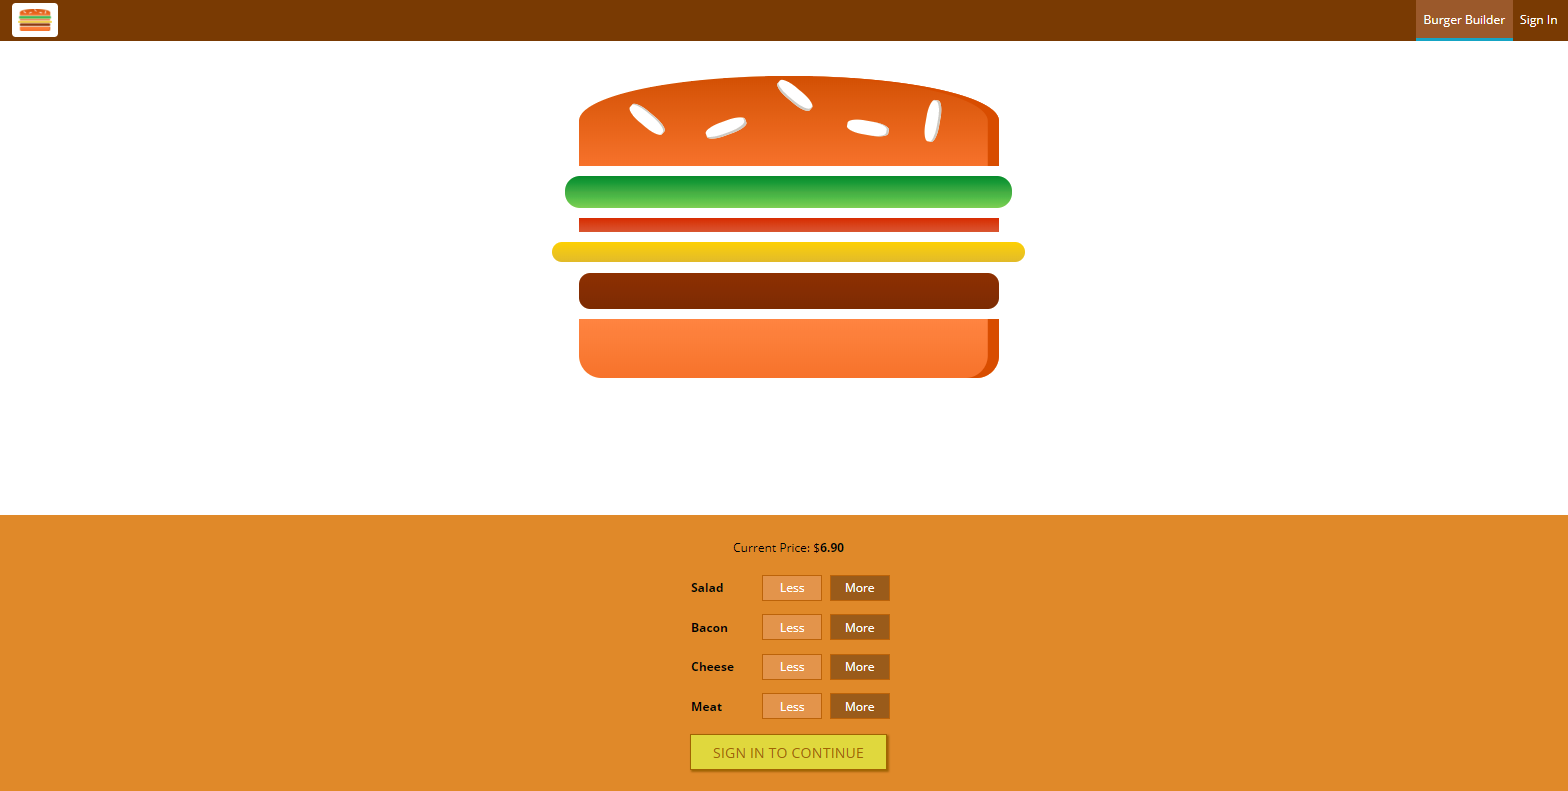 Burger Builder Sign In
Current Price: $6.90
Salad Less More
Bacon Less More
Cheese Less More
Meat Less More
SIGN IN TO CONTINUE